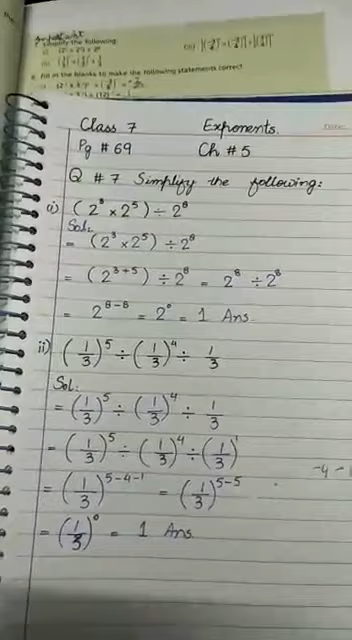 7. Simplify the following:
8. Fill in the blanks to make the following statements correct
Class 7 Exponents.
Pg # 69 Ch # 5
Q # 7 Simplify the following:
i) (2³ × 2⁵) ÷ 2⁸
Sol:
= (2³ × 2⁵) ÷ 2⁸
= (2³⁺⁵) ÷ 2⁸ = 2⁸ ÷ 2⁸
= 2⁸⁻⁸ = 2⁰ = 1 Ans
ii) (1/3)⁵ ÷ (1/3)⁴ ÷ 1/3
Sol:
= (1/3)⁵ ÷ (1/3)⁴ ÷ 1/3
= (1/3)⁵ ÷ (1/3)⁴ ÷ (1/3)¹
= (1/3)⁵⁻⁴⁻¹ = (1/3)⁵⁻⁵
= (1/3)⁰ = 1 Ans